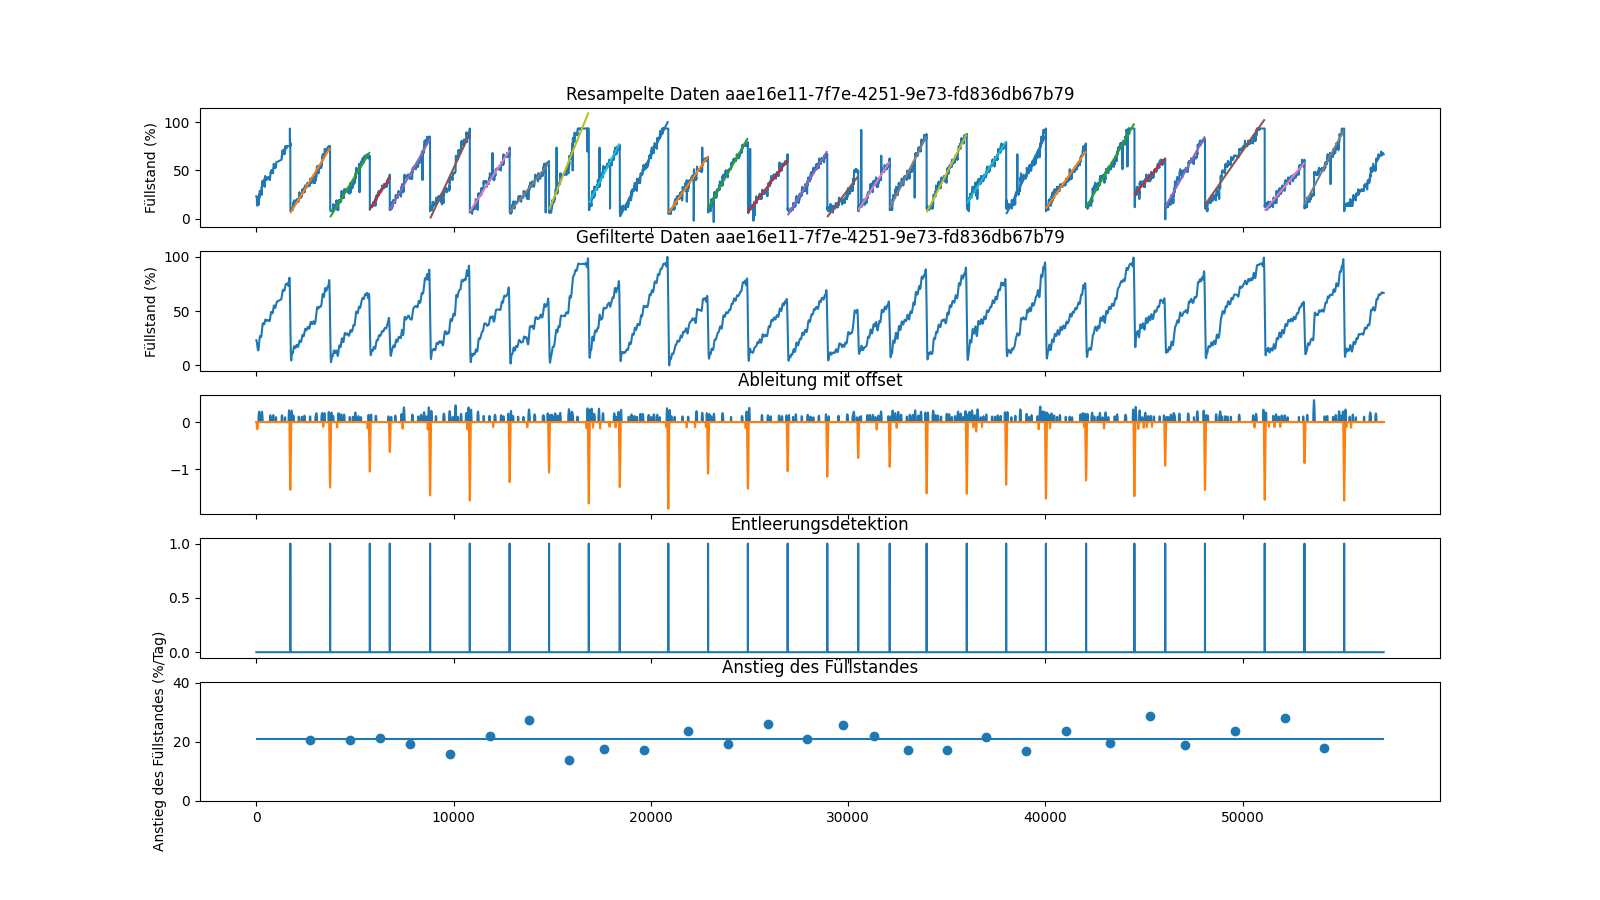 Resampelte Daten aae16e11-7f7e-4251-9e73-fd836db67b79
Füllstand (%)
100
50
0
Gefilterte Daten aae16e11-7f7e-4251-9e73-fd836db67b79
Füllstand (%)
100
50
0
Ableitung mit offset
0
−1
Entleerungsdetektion
1.0
0.5
0.0
Anstieg des Füllstandes
Anstieg des Füllstandes (%/Tag)
40
20
0
0 10000 20000 30000 40000 50000